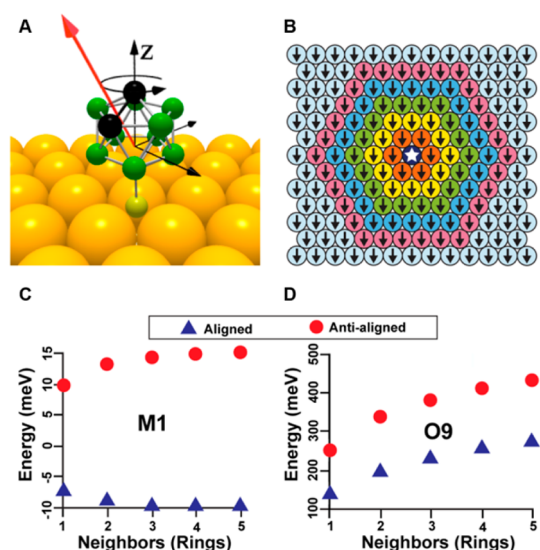 A
B
Z
C
D
Aligned
Anti-aligned
Energy (meV)
15
10
5
0
-5
-10
M1
1 2 3 4 5
Neighbors (Rings)
Energy (meV)
500
400
300
200
100
O9
1 2 3 4 5
Neighbors (Rings)